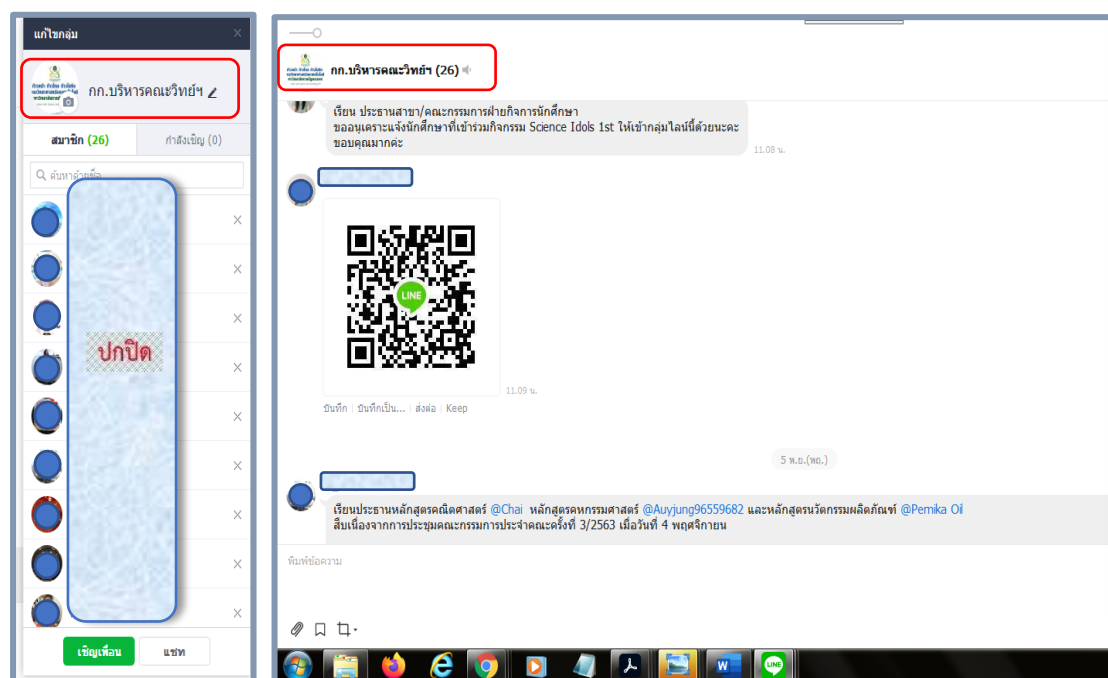 แก้ไขกลุ่ม
กก.บริหารคณะวิทย์ฯ
สมาชิก (26)
กำลังเชิญ (0)
ค้นหาด้วยชื่อ
ปกปิด
เชิญเพื่อน
แชท
กก.บริหารคณะวิทย์ฯ (26)
เรียน ประธานสาขา/คณะกรรมการฝ่ายกิจการนักศึกษา
ขออนุเคราะแจ้งนักศึกษาที่เข้าร่วมกิจกรรม Science Idols 1st ให้เข้ากลุ่มไลน์นี้ด้วยนะคะ
ขอบคุณมากค่ะ
11.08 น.
LINE
11.09 น.
บันทึก | บันทึกเป็น... | ส่งต่อ | Keep
5 พ.ย.(พฤ.)
เรียนประธานหลักสูตรคณิตศาสตร์ @Chai หลักสูตรคหกรรมศาสตร์ @Auyjung96559682 และหลักสูตรนวัตกรรมผลิตภัณฑ์ @Pemika Oil
สืบเนื่องจากการประชุมคณะกรรมการประจำคณะครั้งที่ 3/2563 เมื่อวันที่ 4 พฤศจิกายน
พิมพ์ข้อความ